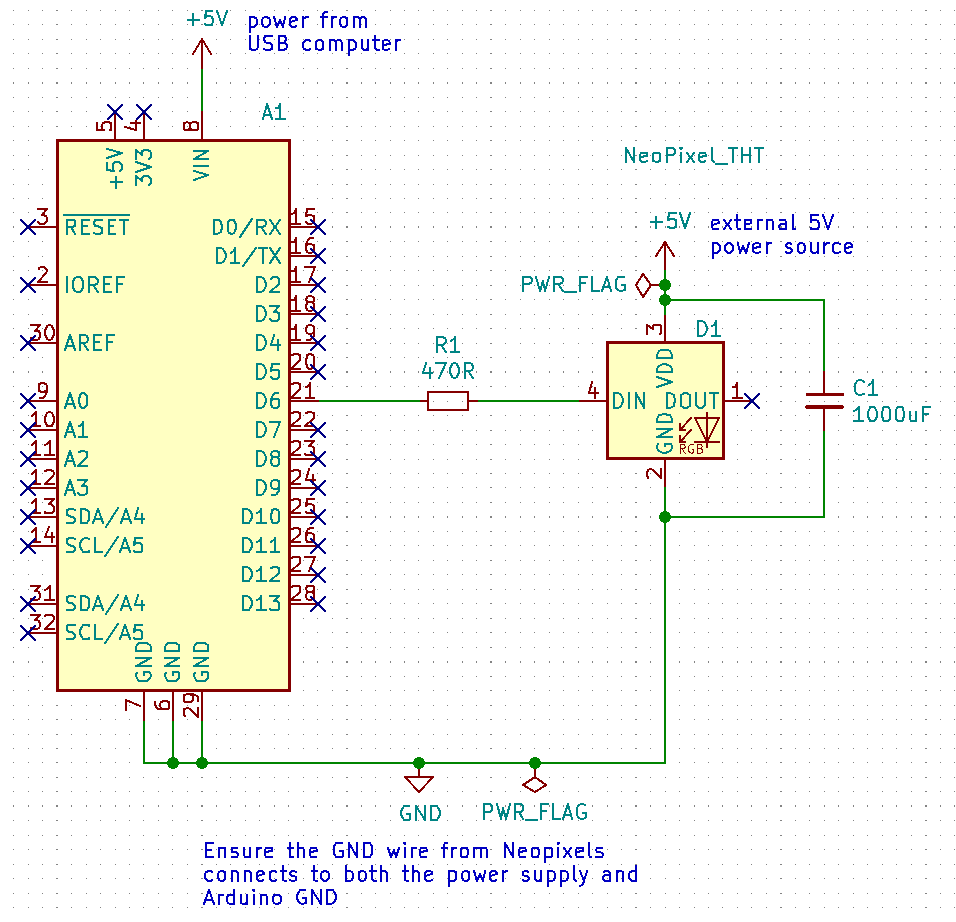 +5V
power from
USB computer
A1
5
4
8
+5V
3V3
VIN
NeoPixel_THT
3
RESET
D0/RX
15
D1/TX
16
2
IOREF
D2
17
D3
18
30
AREF
D4
19
D5
20
9
A0
D6
21
10
A1
D7
22
11
A2
D8
23
12
A3
D9
24
13
SDA/A4
D10
25
14
SCL/A5
D11
26
D12
27
31
SDA/A4
D13
28
32
SCL/A5
GND
GND
GND
7
6
29
R1
470R
+5V
external 5V
power source
PWR_FLAG
3
D1
VDD
4
DIN
DOUT
1
GND
RGB
2
C1
1000uF
GND
PWR_FLAG
Ensure the GND wire from Neopixels
connects to both the power supply and
Arduino GND